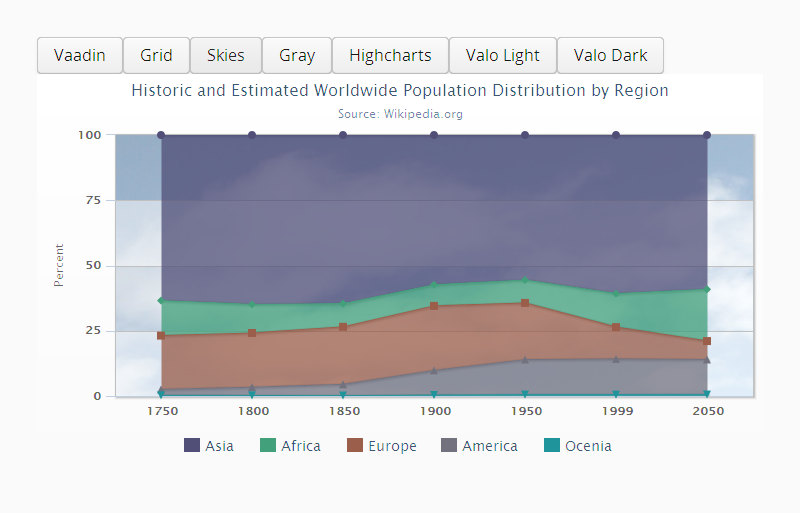 Vaadin Grid Skies Gray Highcharts Valo Light Valo Dark
Historic and Estimated Worldwide Population Distribution by Region
Source: Wikipedia.org
Percent
100
75
50
25
0
1750 1800 1850 1900 1950 1999 2050
Asia Africa Europe America Ocenia